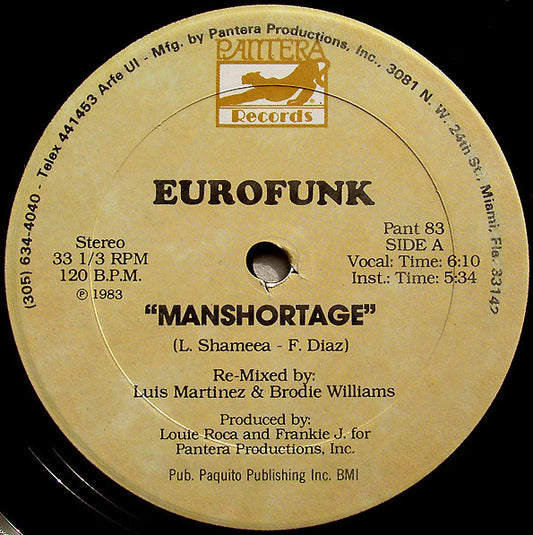 (305) 634-4040 - Telex 441453 Arfe UI - Mfg. by Pantera Productions, Inc., 3081 N. W. 24th St., Miami, Fla. 33142
PANTERA
®
Records
EUROFUNK
Stereo
33 1/3 RPM
120 B.P.M.
℗ 1983
Pant 83
SIDE A
Vocal: Time: 6:10
Inst.: Time: 5:34
"MANSHORTAGE"
(L. Shameea - F. Diaz)
Re-Mixed by:
Luis Martinez & Brodie Williams
Produced by:
Louie Roca and Frankie J. for
Pantera Productions, Inc.
Pub. Paquito Publishing Inc. BMI